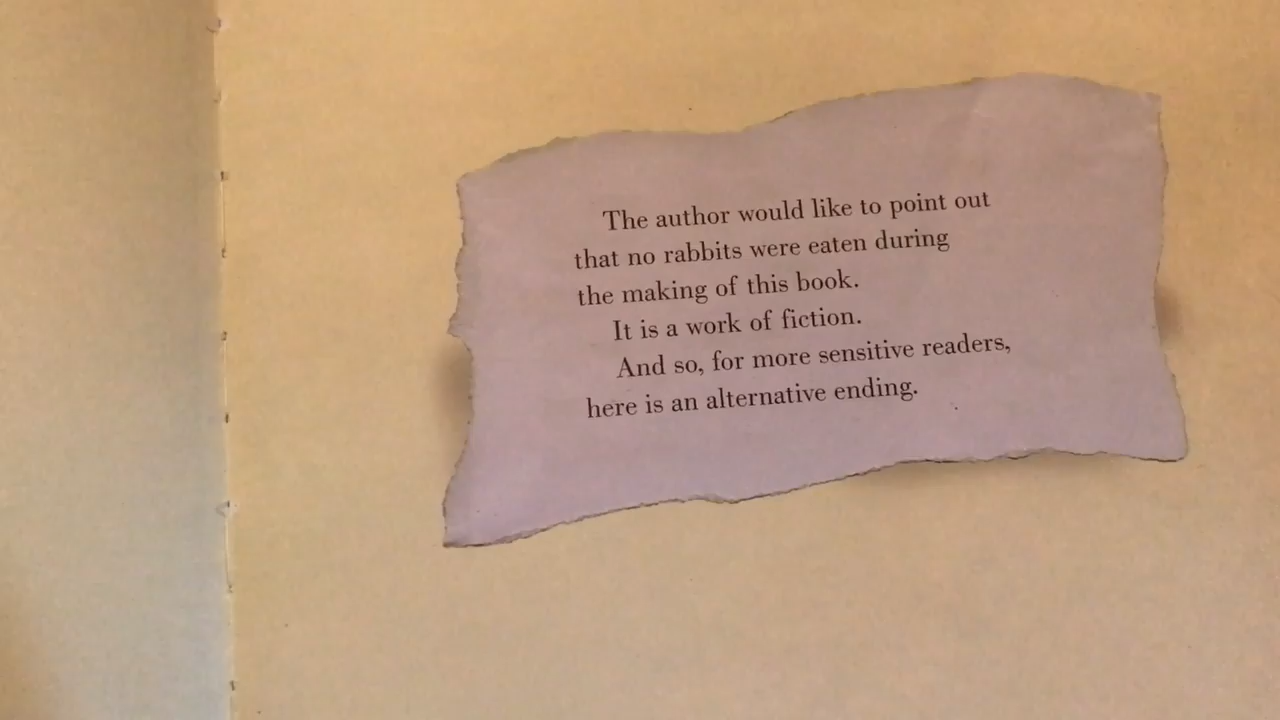 The author would like to point out
that no rabbits were eaten during
the making of this book.
It is a work of fiction.
And so, for more sensitive readers,
here is an alternative ending.